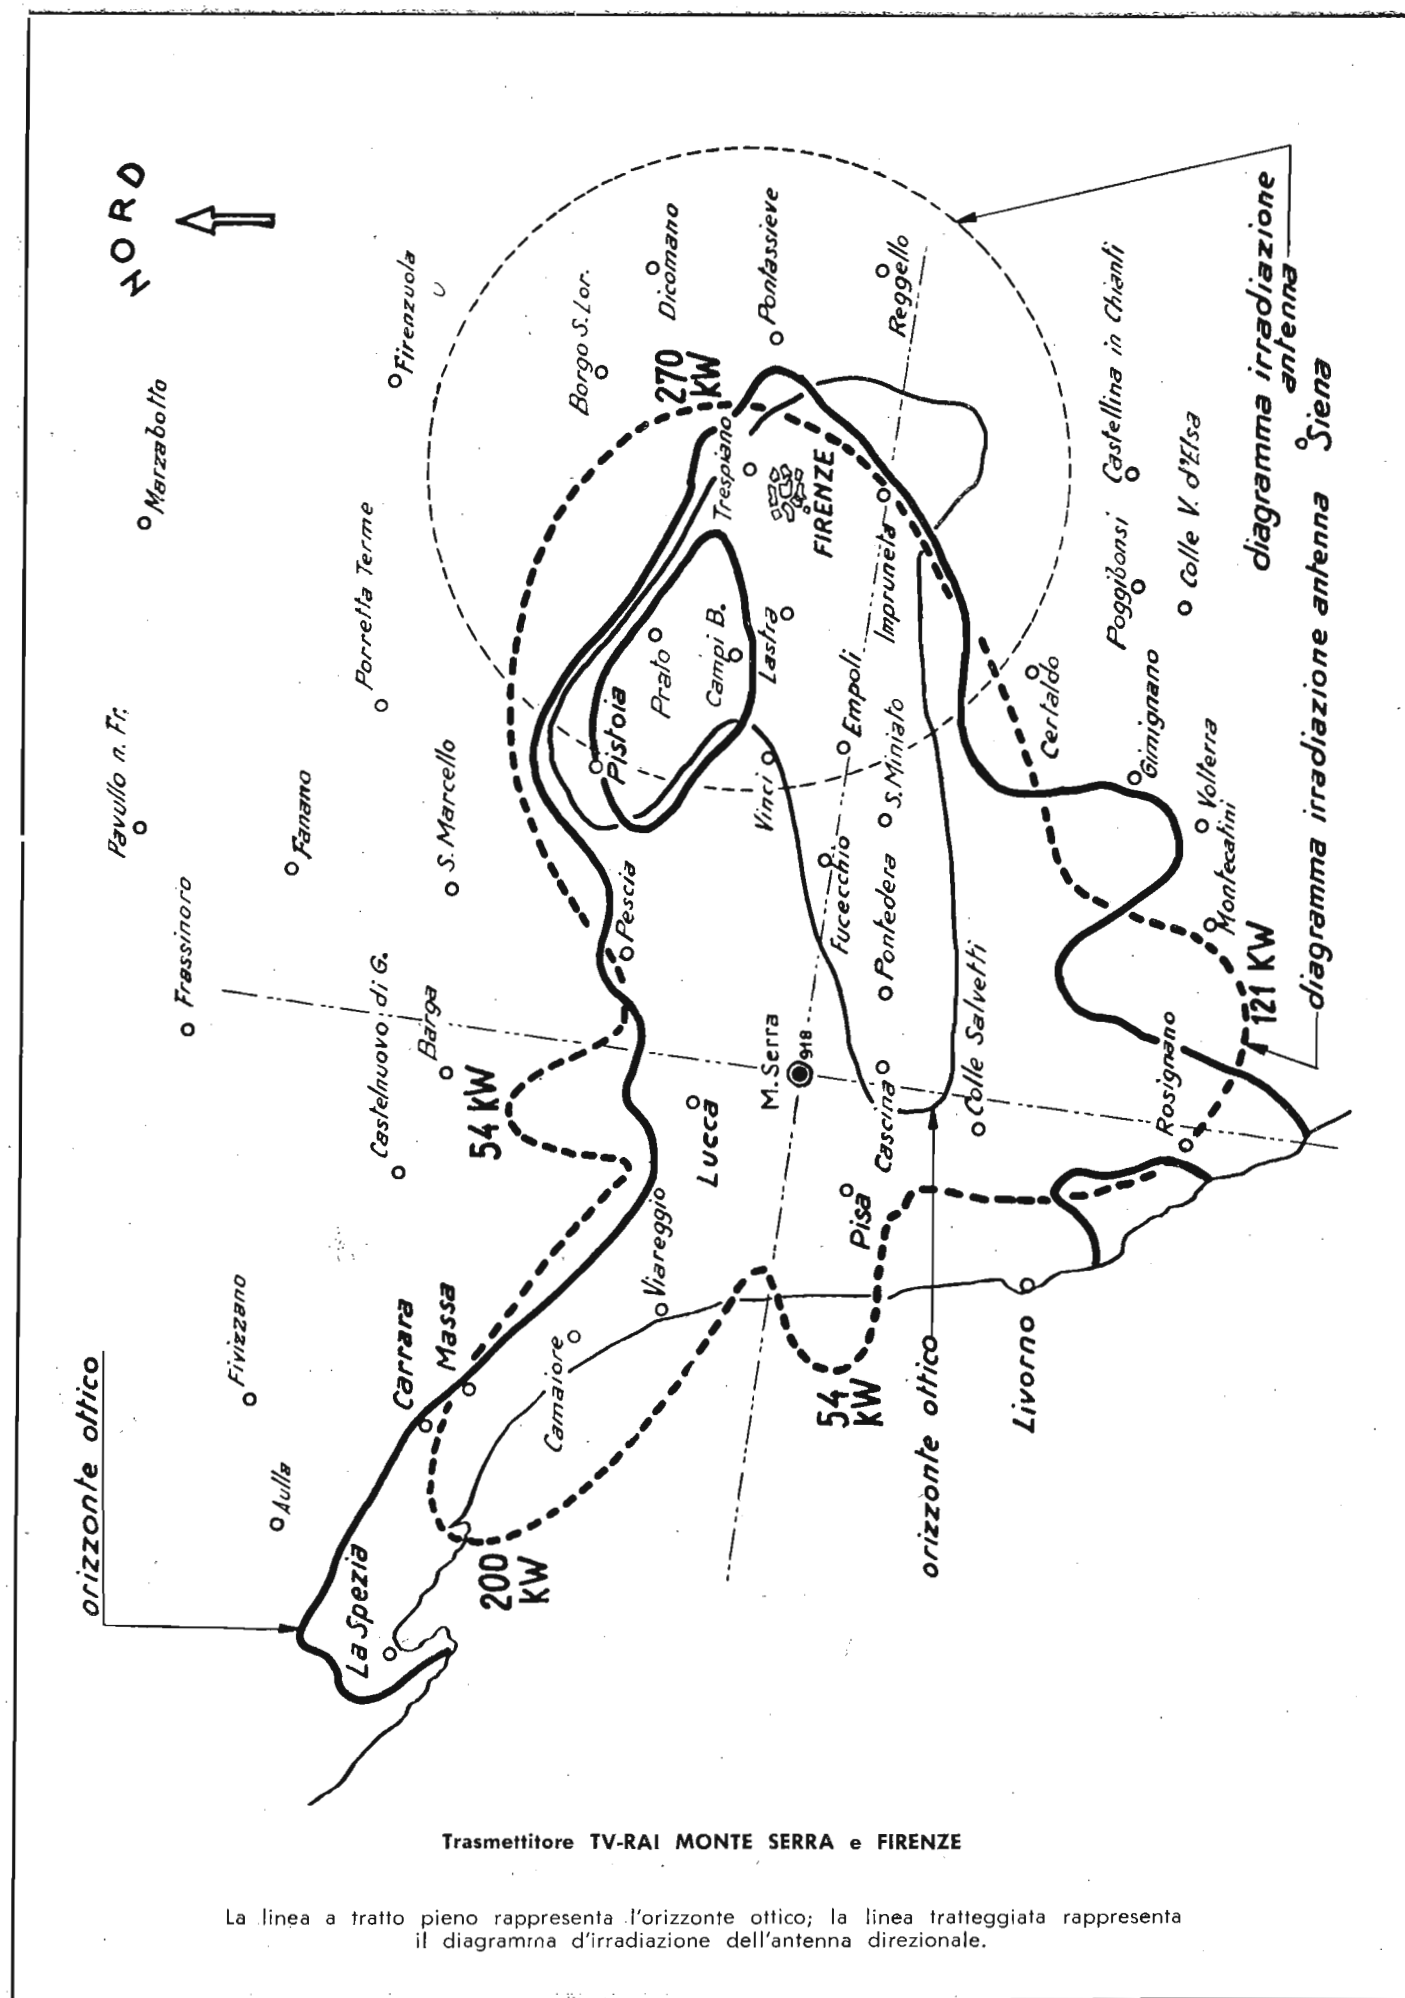 NORD
Marzabotto
Firenzuola
Borgo S. Lor.
Dicomano
Pontassieve
Reggello
Pavullo n. Fr.
Porretta Terme
Fanano
S. Marcello
Frassinoro
Castelnuovo di G.
Barga
54 KW
270
KW
Trespiano
FIRENZE
Impruneta
Castellina in Chianti
Colle V. d'Elsa
Siena
Poggibonsi
Pistoia
Prato
Campi B.
Lastra
Empoli
Vinci
S. Miniato
Certaldo
Gimignano
Volterra
Montecatini
Pescia
Fucecchio
Pontedera
M. Serra
918
Cascina
Colle Salvetti
Rosignano
121 KW
Lucca
Viareggio
Pisa
Livorno
54
KW
Fivizzano
Carrara
Massa
Camaiore
Aulla
La Spezia
200
KW
orizzonte ottico
orizzonte ottico
diagramma irradiazione
antenna
diagramma irradiazione antenna
Trasmettitore TV-RAI MONTE SERRA e FIRENZE
La linea a tratto pieno rappresenta l'orizzonte ottico; la linea tratteggiata rappresenta
il diagramma d'irradiazione dell'antenna direzionale.